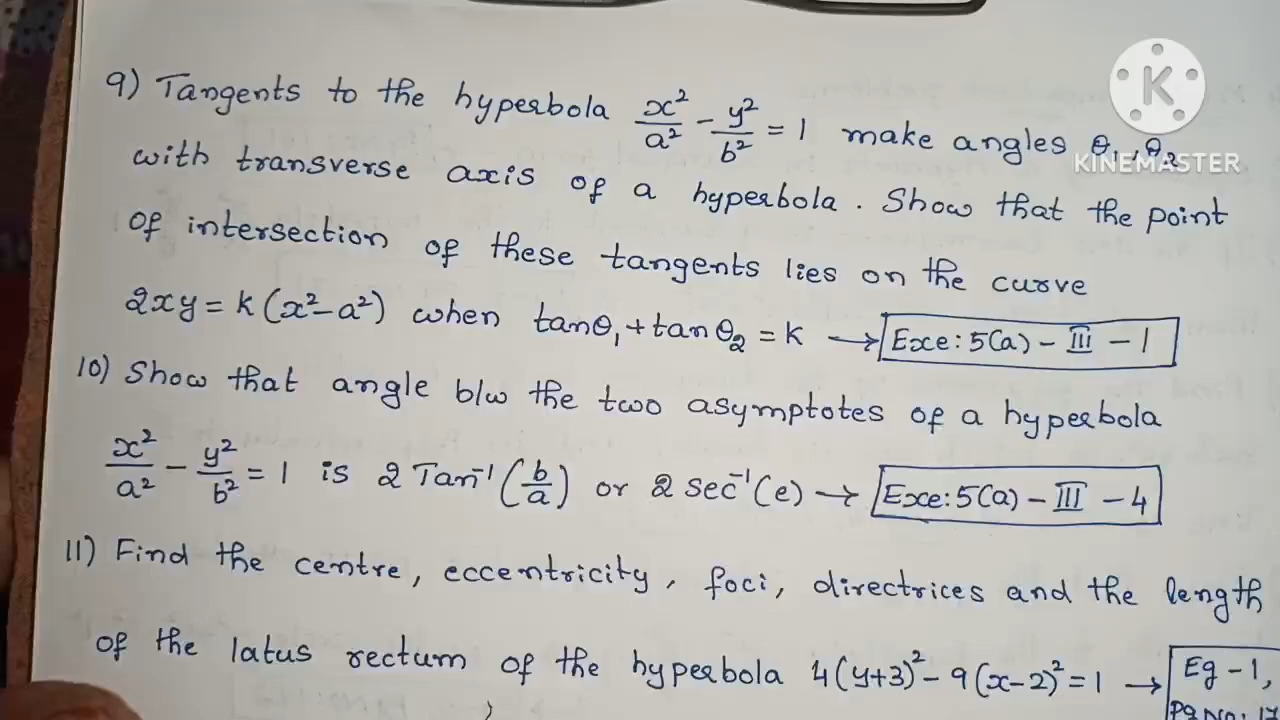 K
KINEMASTER
9) Tangents to the hyperbola x²/a² - y²/b² = 1 make angles θ₁, θ₂
with transverse axis of a hyperbola. Show that the point
of intersection of these tangents lies on the curve
2xy = k(x²-a²) when tanθ₁ + tanθ₂ = k → Exe: 5(a) - III - 1
10) Show that angle b/w the two asymptotes of a hyperbola
x²/a² - y²/b² = 1 is 2 Tan⁻¹(b/a) or 2 sec⁻¹(e) → Exe: 5(a) - III - 4
11) Find the centre, eccentricity, foci, directrices and the length
of the latus rectum of the hyperbola 4(y+3)² - 9(x-2)² = 1 → Eg - 1,